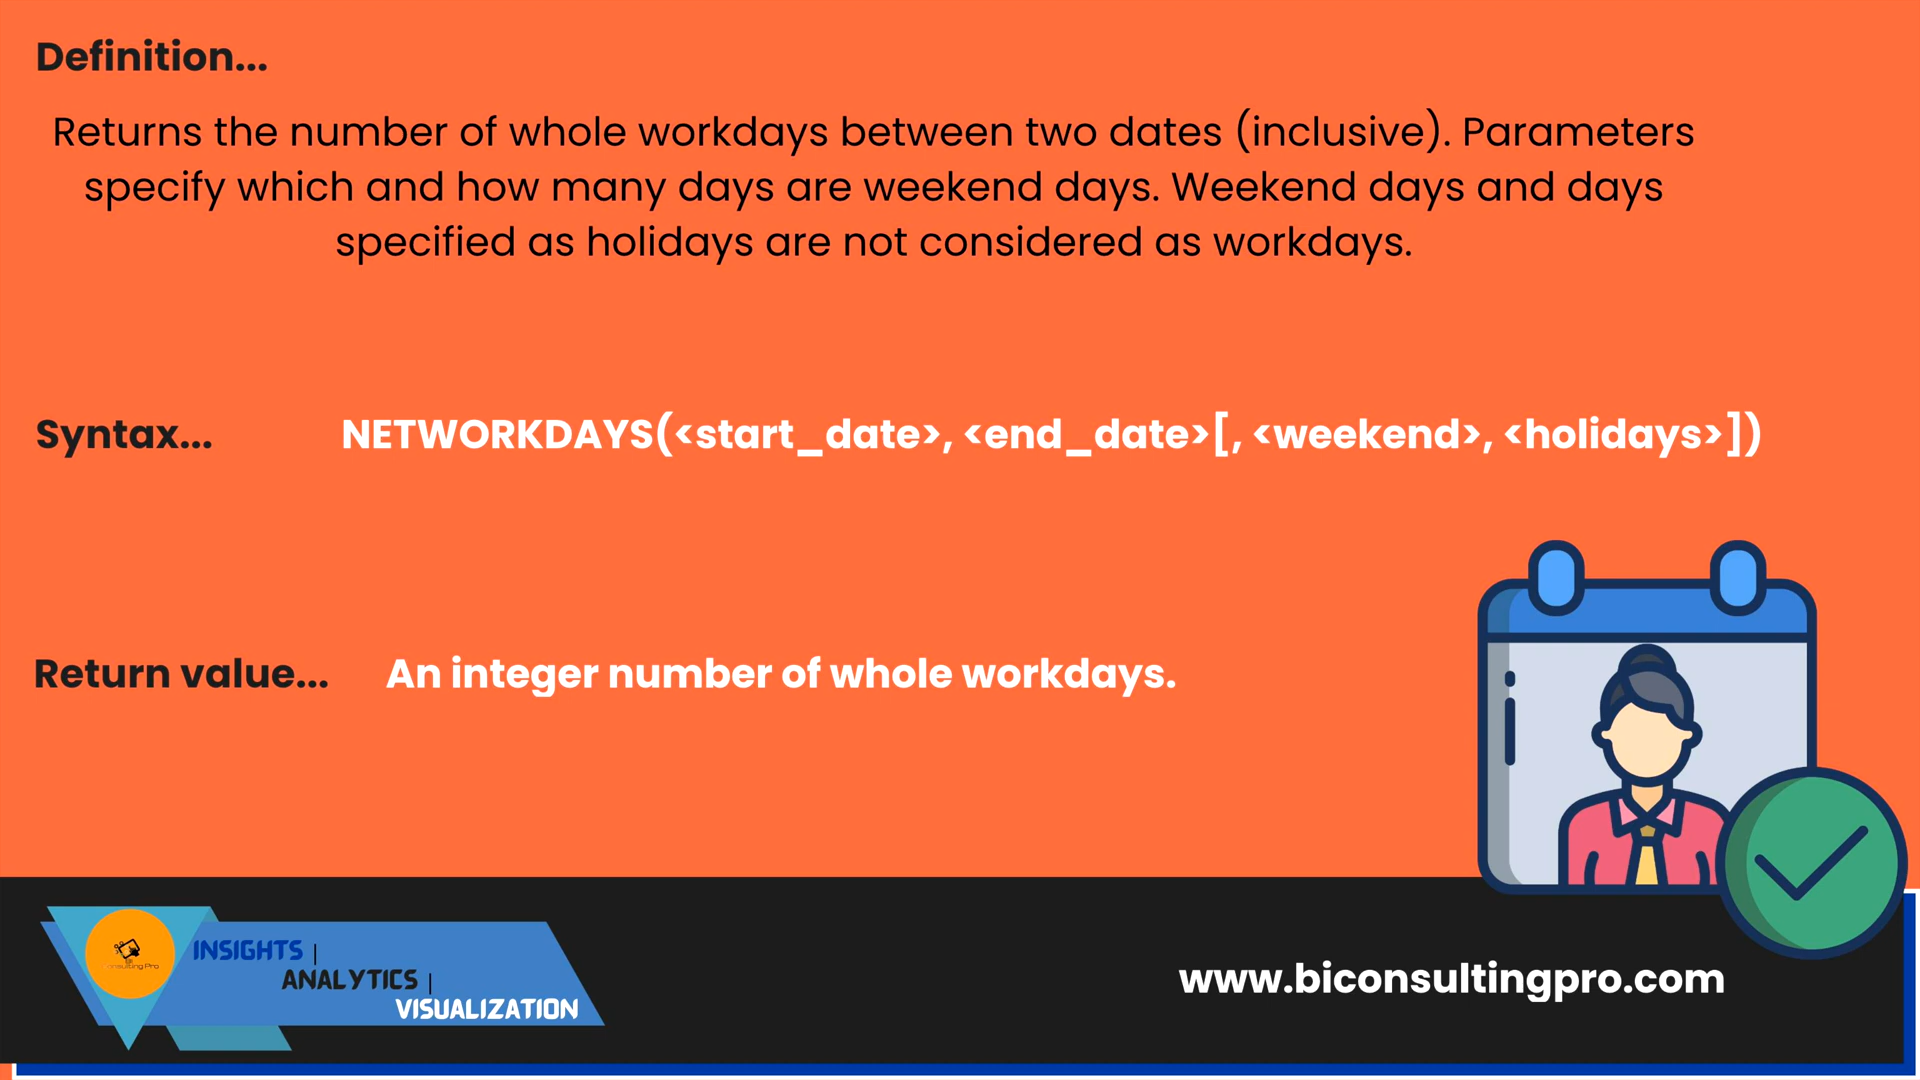 Definition...
Returns the number of whole workdays between two dates (inclusive). Parameters
specify which and how many days are weekend days. Weekend days and days
specified as holidays are not considered as workdays.
Syntax... NETWORKDAYS(<start_date>, <end_date>[, <weekend>, <holidays>])
Return value... An integer number of whole workdays.
INSIGHTS |
ANALYTICS |
VISUALIZATION
www.biconsultingpro.com